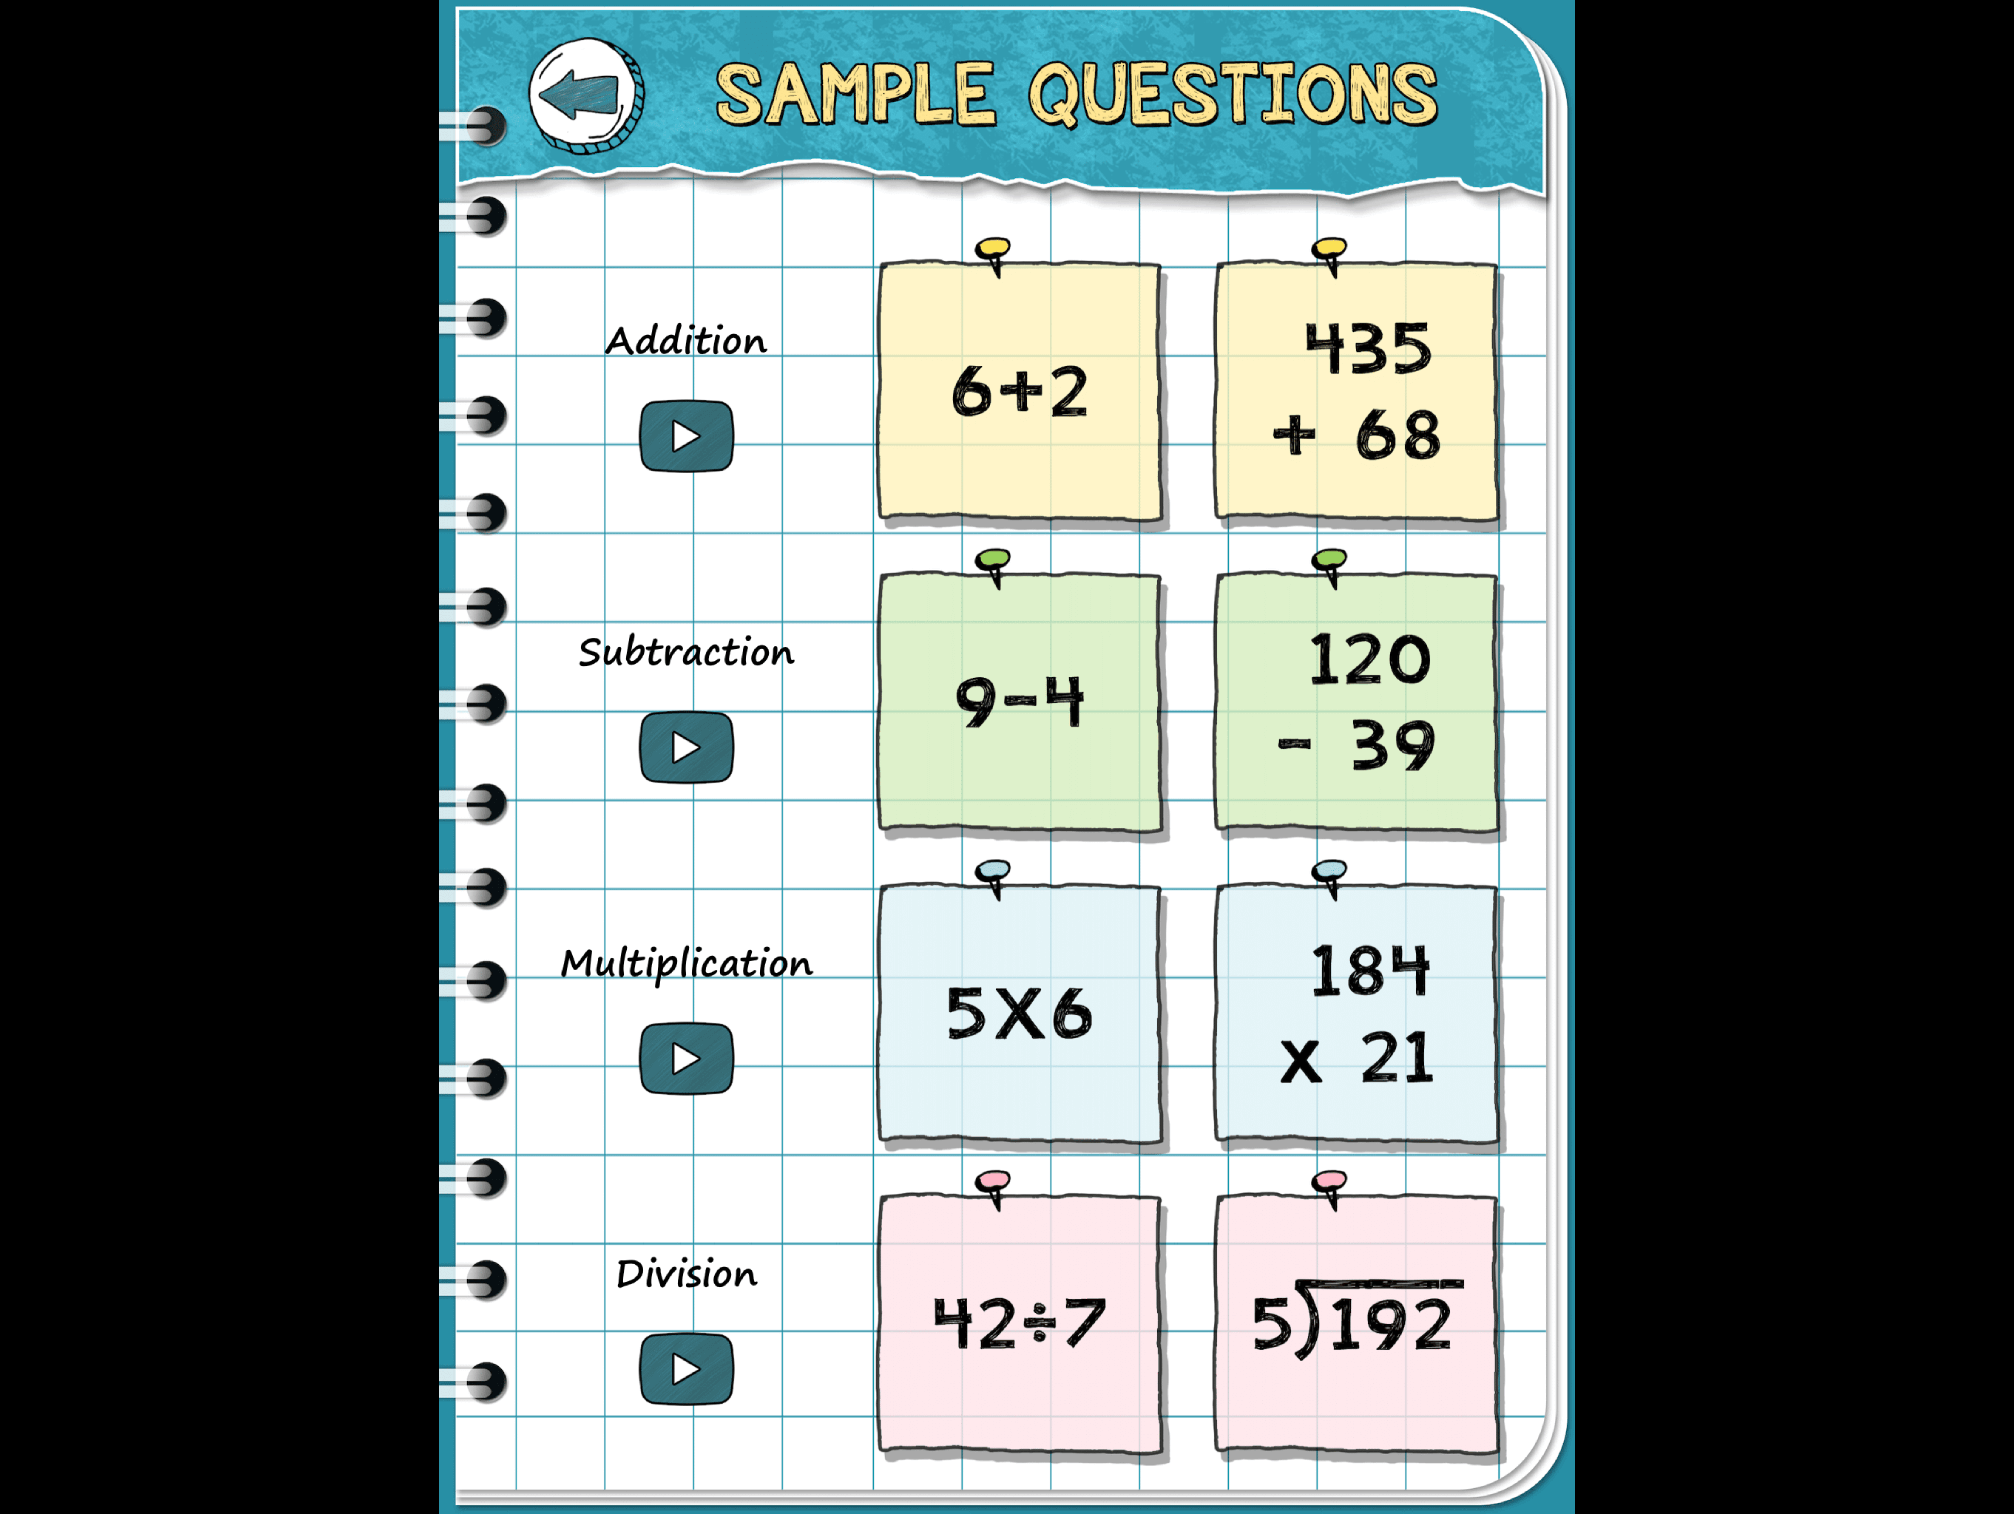 SAMPLE QUESTIONS
Addition
6+2
435
+ 68
Subtraction
9-4
120
- 39
Multiplication
5X6
184
x 21
Division
42÷7
5)192